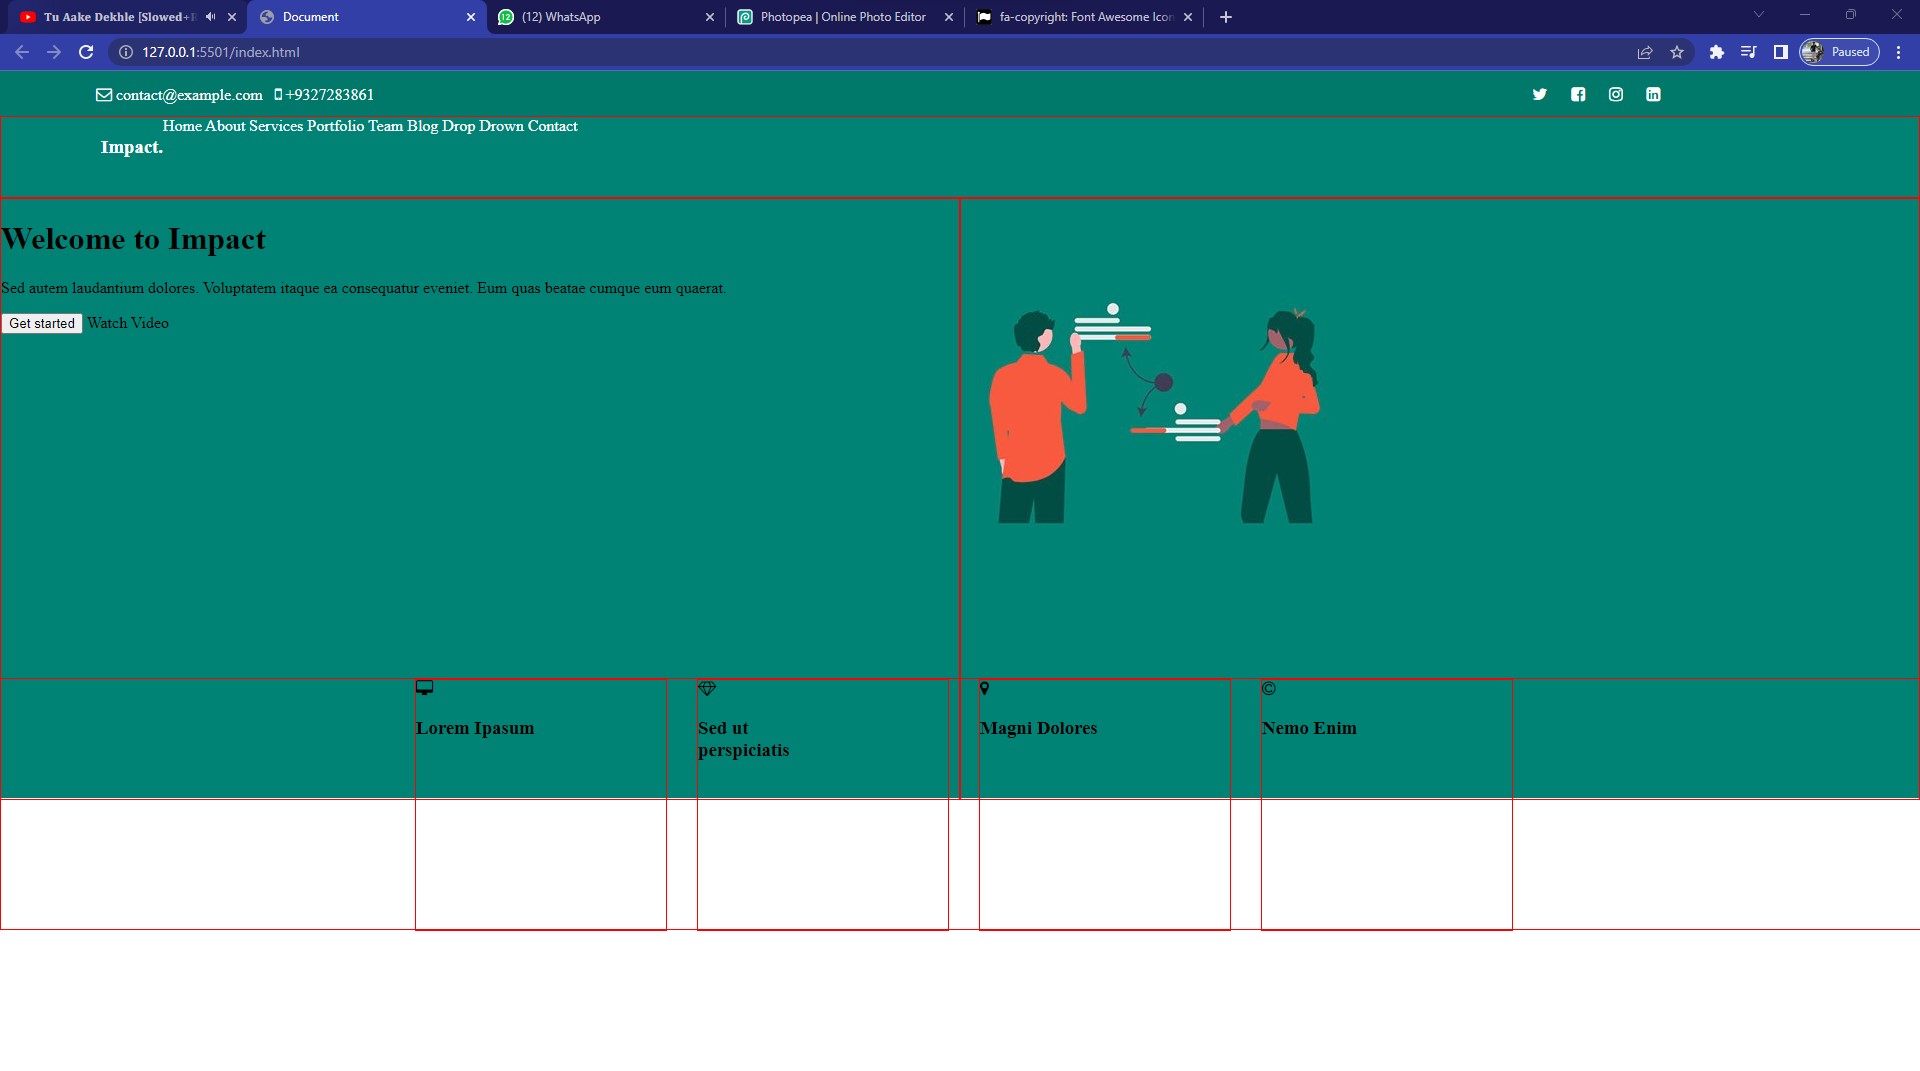 Tu Aake Dekhle [Slowed+
Document
(12) WhatsApp
Photopea | Online Photo Editor
fa-copyright: Font Awesome Icon
127.0.0.1:5501/index.html
Paused
contact@example.com +9327283861
Home About Services Portfolio Team Blog Drop Drown Contact
Impact.
Welcome to Impact
Sed autem laudantium dolores. Voluptatem itaque ea consequatur eveniet. Eum quas beatae cumque eum quaerat.
Get started Watch Video
Lorem Ipasum
Sed ut
perspiciatis
Magni Dolores
Nemo Enim